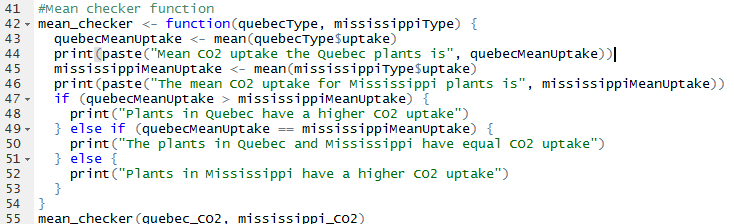 41 #Mean checker function
42 mean_checker <- function(quebecType, mississippiType) {
43   quebecMeanUptake <- mean(quebecType$uptake)
44   print(paste("Mean CO2 uptake the Quebec plants is", quebecMeanUptake))
45   mississippiMeanUptake <- mean(mississippiType$uptake)
46   print(paste("The mean CO2 uptake for Mississippi plants is", mississippiMeanUptake))
47   if (quebecMeanUptake > mississippiMeanUptake) {
48     print("Plants in Quebec have a higher CO2 uptake")
49   } else if (quebecMeanUptake == mississippiMeanUptake) {
50     print("The plants in Quebec and Mississippi have equal CO2 uptake")
51   } else {
52     print("Plants in Mississippi have a higher CO2 uptake")
53   }
54 }
55 mean_checker(quebec_CO2, mississippi_CO2)